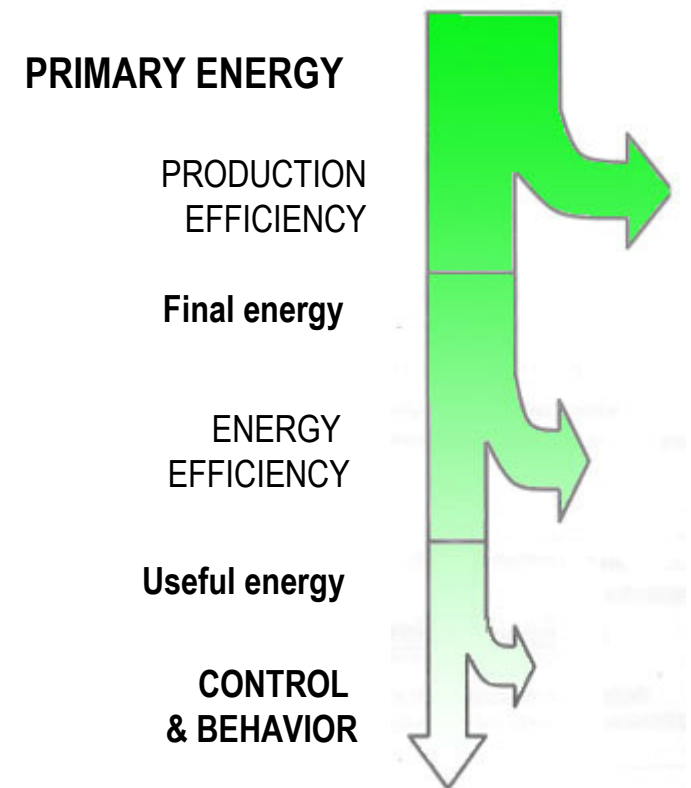 PRIMARY ENERGY
PRODUCTION
EFFICIENCY
Final energy
ENERGY
EFFICIENCY
Useful energy
CONTROL
& BEHAVIOR